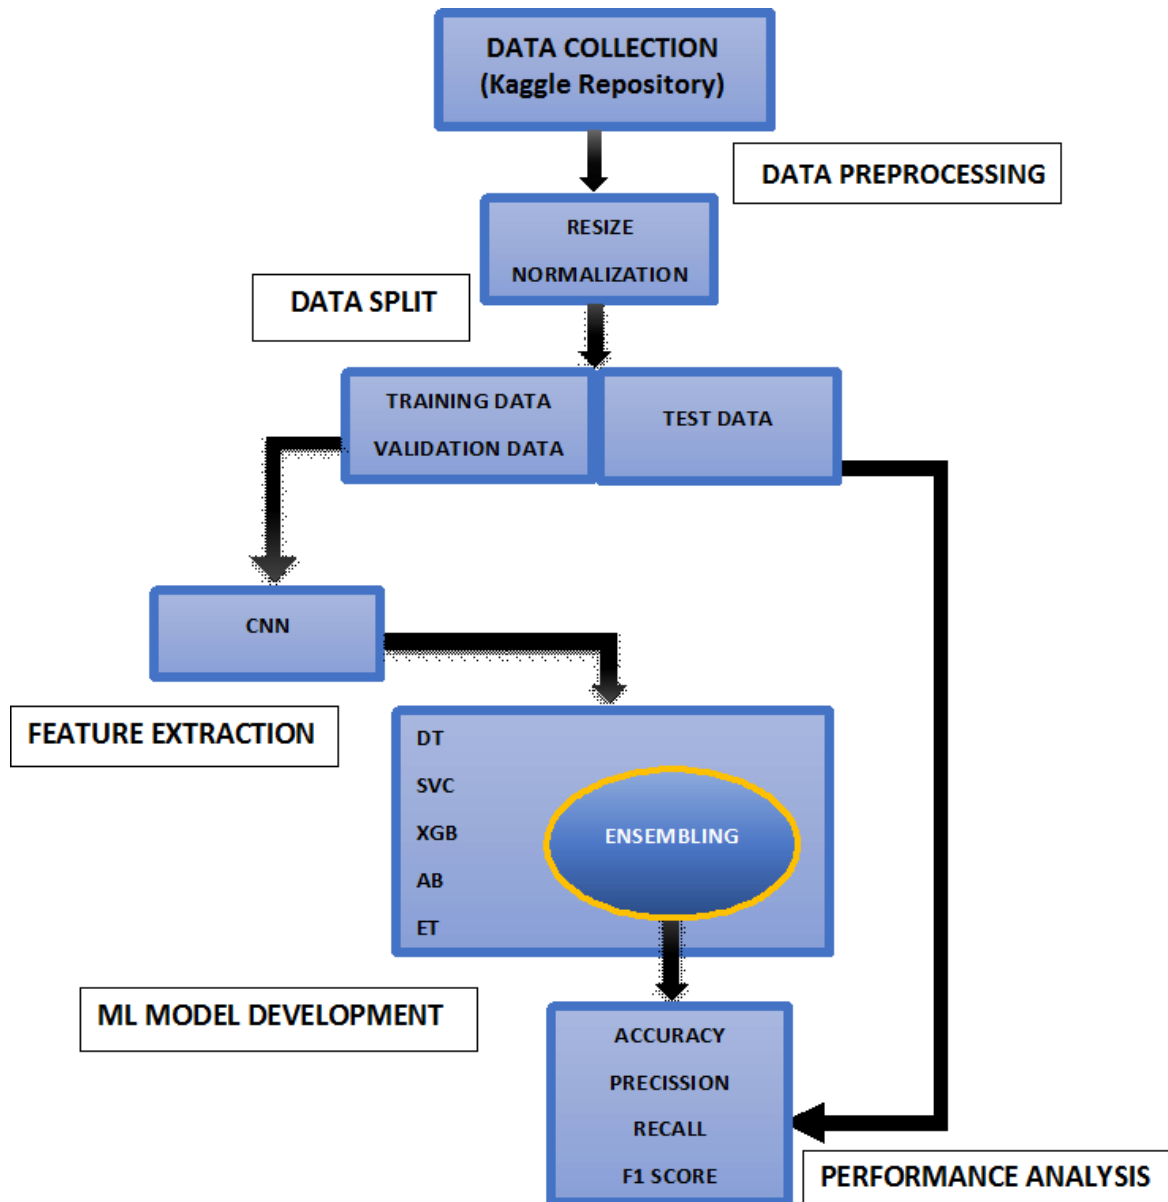 DATA COLLECTION
(Kaggle Repository)
DATA PREPROCESSING
RESIZE
NORMALIZATION
DATA SPLIT
TRAINING DATA
VALIDATION DATA
TEST DATA
CNN
FEATURE EXTRACTION
DT
SVC
XGB
AB
ET
ENSEMBLING
ML MODEL DEVELOPMENT
ACCURACY
PRECISSION
RECALL
F1 SCORE
PERFORMANCE ANALYSIS